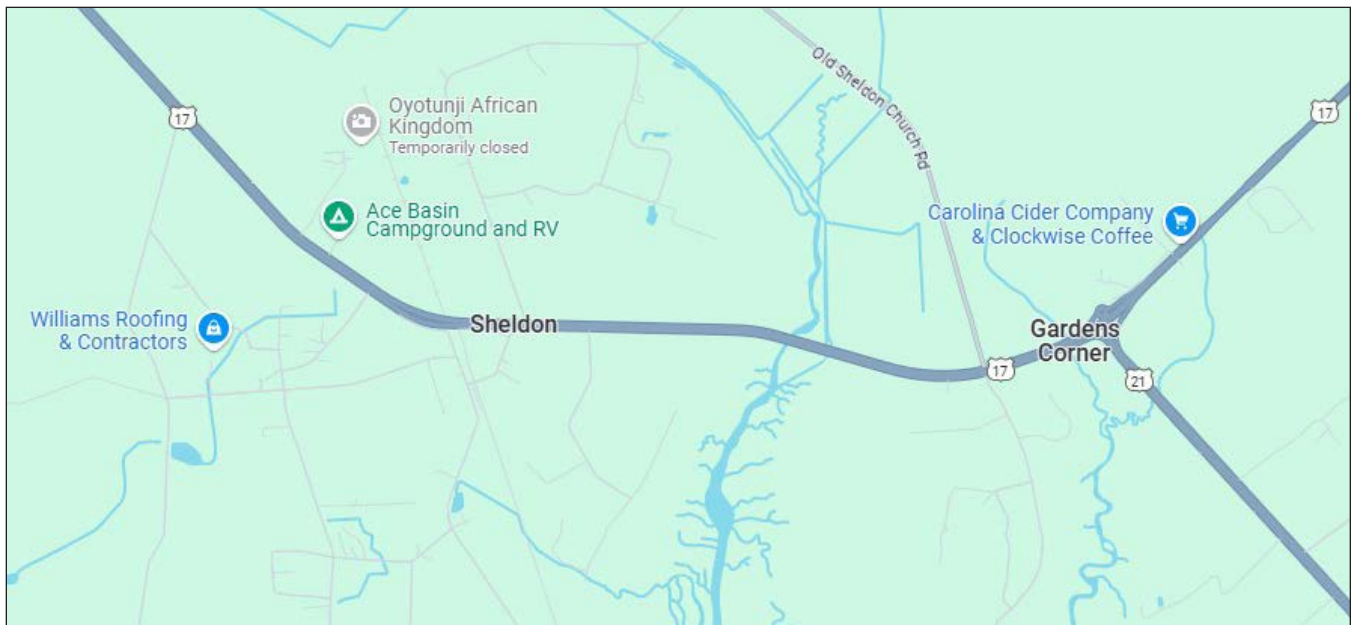 Old Sheldon Church Rd
17
17
Oyotunji African
Kingdom
Temporarily closed
Ace Basin
Campground and RV
Carolina Cider Company
& Clockwise Coffee
Williams Roofing
& Contractors
Sheldon
Gardens
Corner
17
21